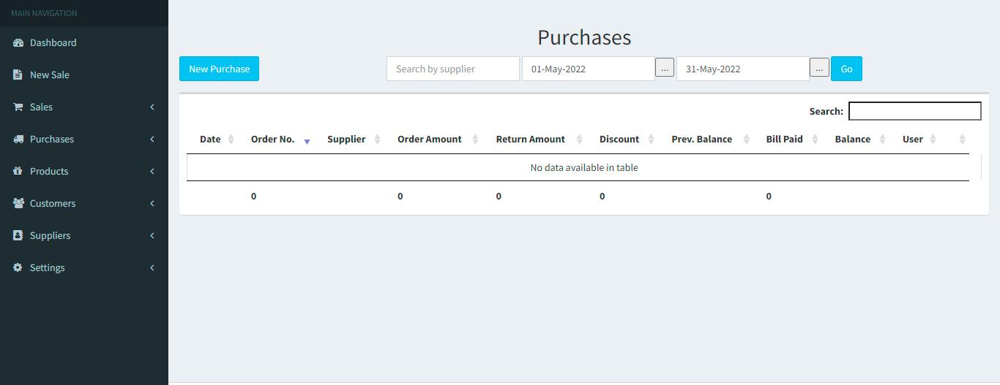 MAIN NAVIGATION
Dashboard
New Sale
Sales
Purchases
Products
Customers
Suppliers
Settings
Purchases
New Purchase Search by supplier 01-May-2022 ... 31-May-2022 ... Go
Search:
Date Order No. Supplier Order Amount Return Amount Discount Prev. Balance Bill Paid Balance User
No data available in table
0 0 0 0 0